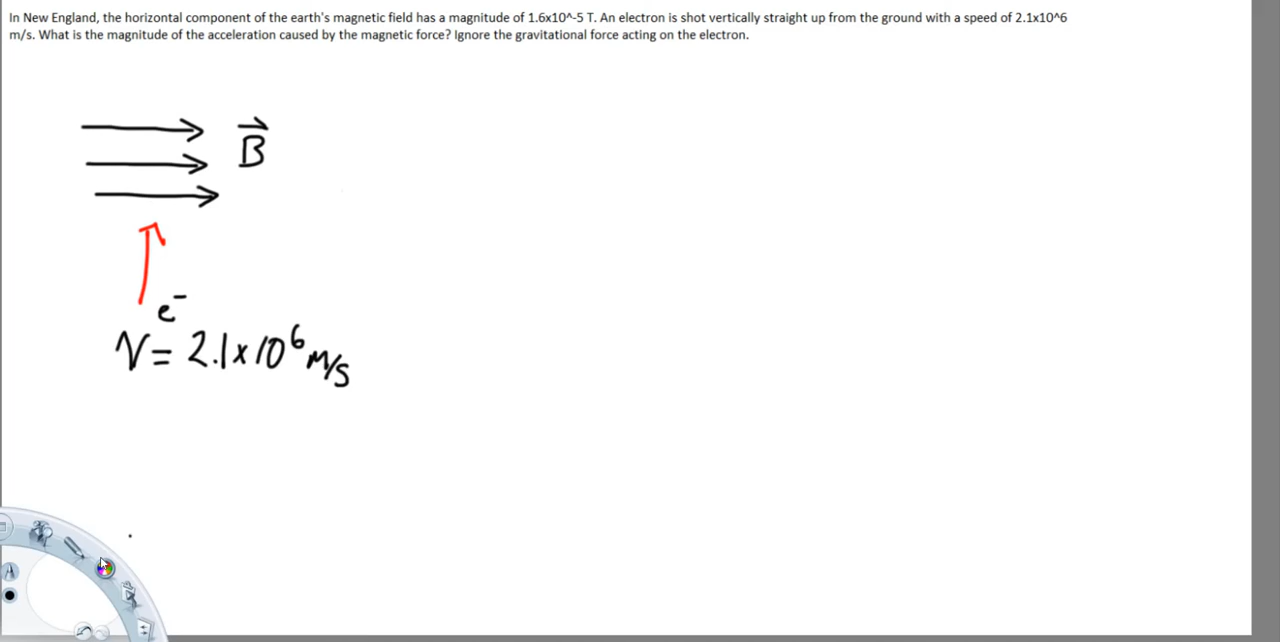 In New England, the horizontal component of the earth's magnetic field has a magnitude of 1.6x10^-5 T. An electron is shot vertically straight up from the ground with a speed of 2.1x10^6
m/s. What is the magnitude of the acceleration caused by the magnetic force? Ignore the gravitational force acting on the electron.
B⃗
e⁻
V = 2.1 x 10⁶ m/s